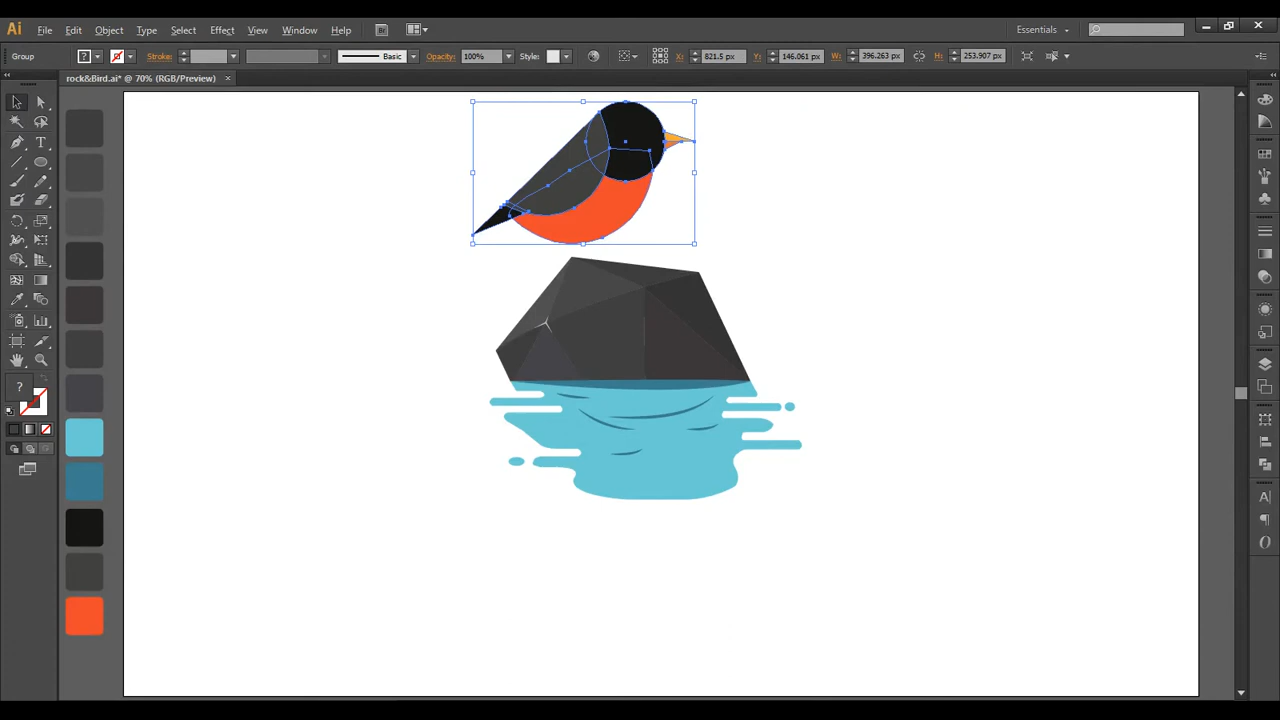 Ai File Edit Object Type Select Effect View Window Help Essentials
Group ? Stroke: Basic Opacity: 100% Style: X: 821.5 px Y: 146.061 px W: 396.263 px H: 253.907 px
rock&Bird.ai* @ 70% (RGB/Preview)
?